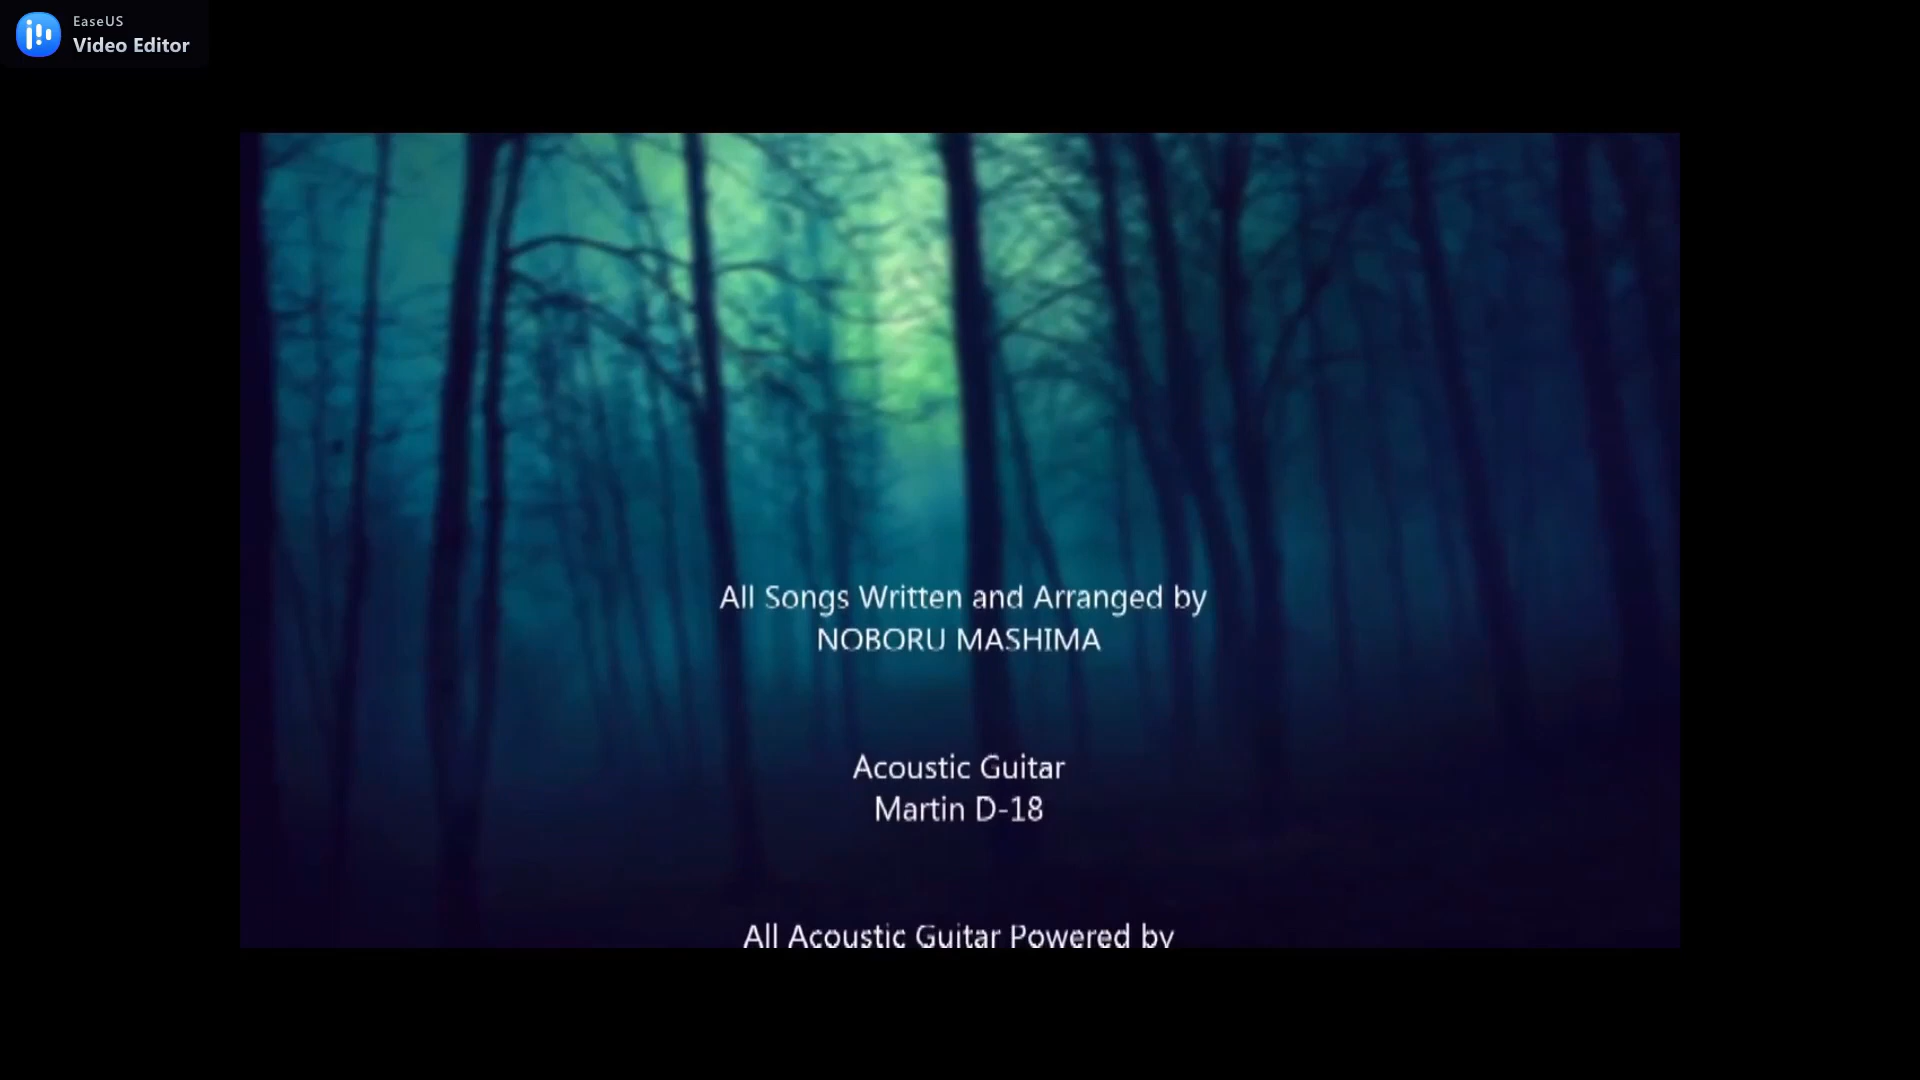 EaseUS
Video Editor
All Songs Written and Arranged by
NOBORU MASHIMA
Acoustic Guitar
Martin D-18
All Acoustic Guitar Powered by